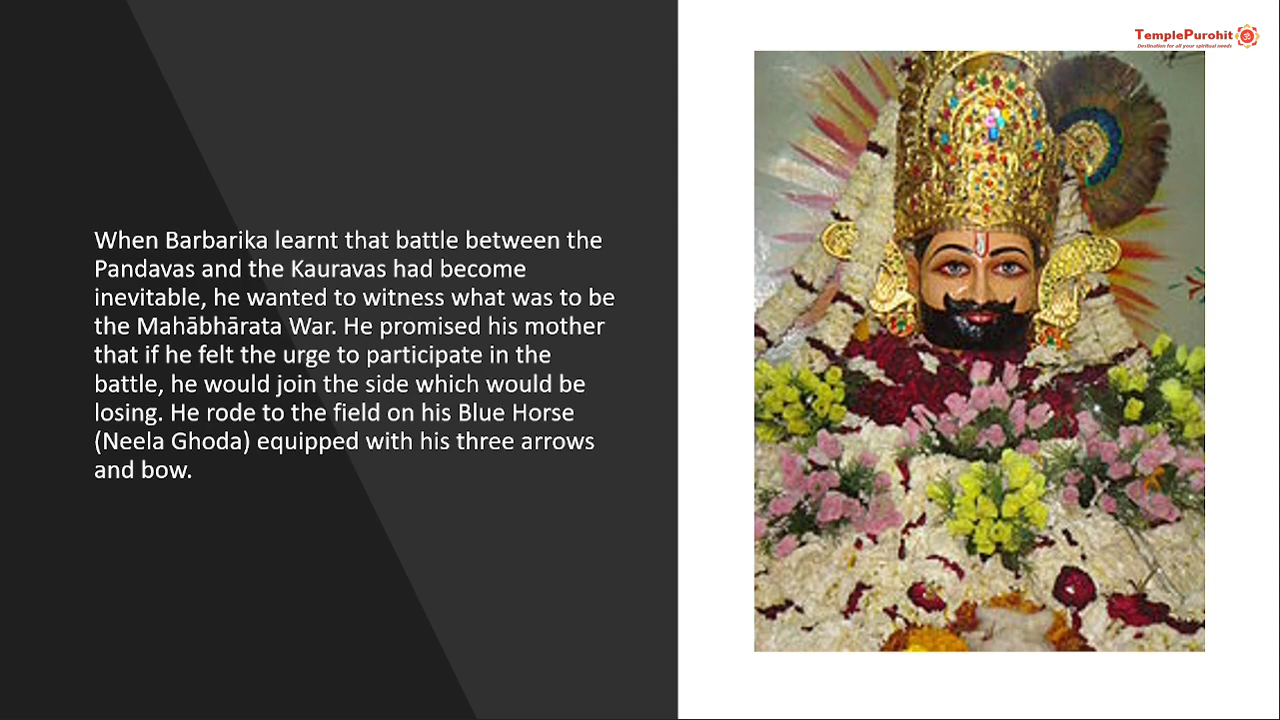 TemplePurohit
Destination for all your spiritual needs
When Barbarika learnt that battle between the
Pandavas and the Kauravas had become
inevitable, he wanted to witness what was to be
the Mahābhārata War. He promised his mother
that if he felt the urge to participate in the
battle, he would join the side which would be
losing. He rode to the field on his Blue Horse
(Neela Ghoda) equipped with his three arrows
and bow.